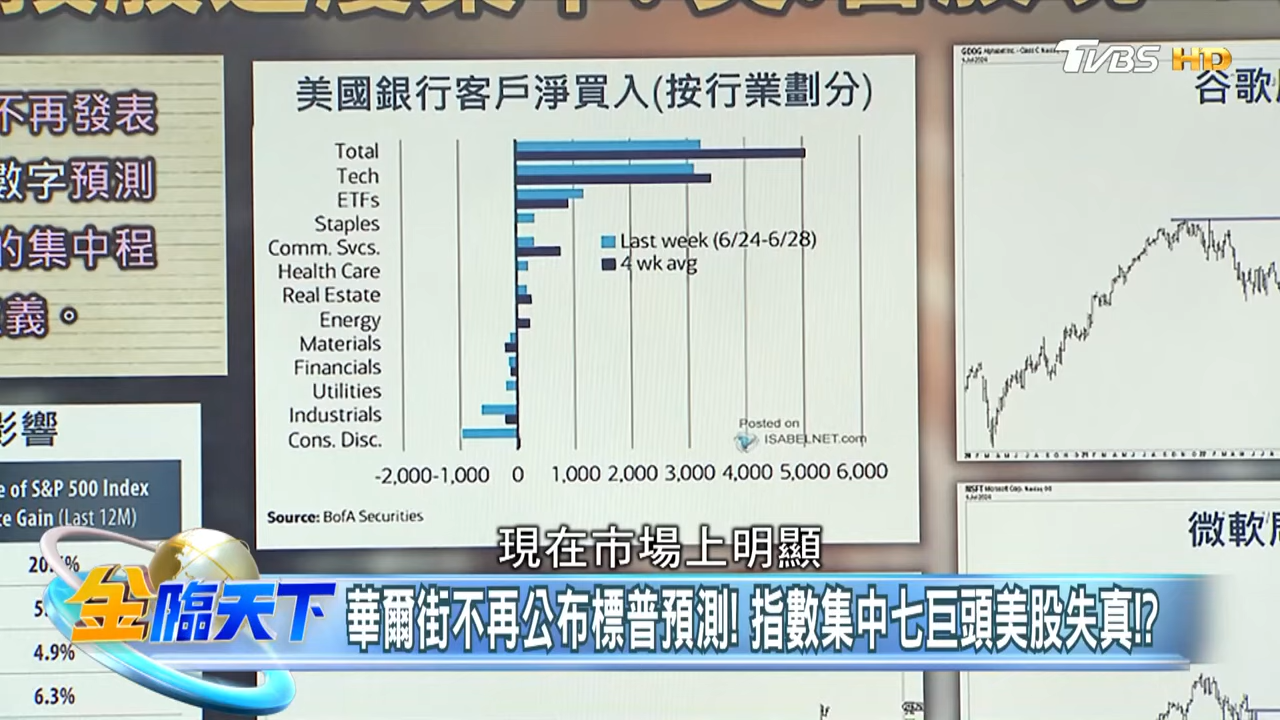 TVBS HD
不再發表
數字預測
的集中程
義。
影響
e of S&P 500 Index
e Gain (Last 12M)
4.9%
6.3%
美國銀行客戶淨買入(按行業劃分)
Total
Tech
ETFs
Staples
Comm. Svcs.
Health Care
Real Estate
Energy
Materials
Financials
Utilities
Industrials
Cons. Disc.
Last week (6/24-6/28)
4 wk avg
Posted on
ISABELNET.com
-2,000 -1,000 0 1,000 2,000 3,000 4,000 5,000 6,000
Source: BofA Securities
谷歌
微軟
現在市場上明顯
金臨天下
華爾街不再公布標普預測! 指數集中七巨頭美股失真!?